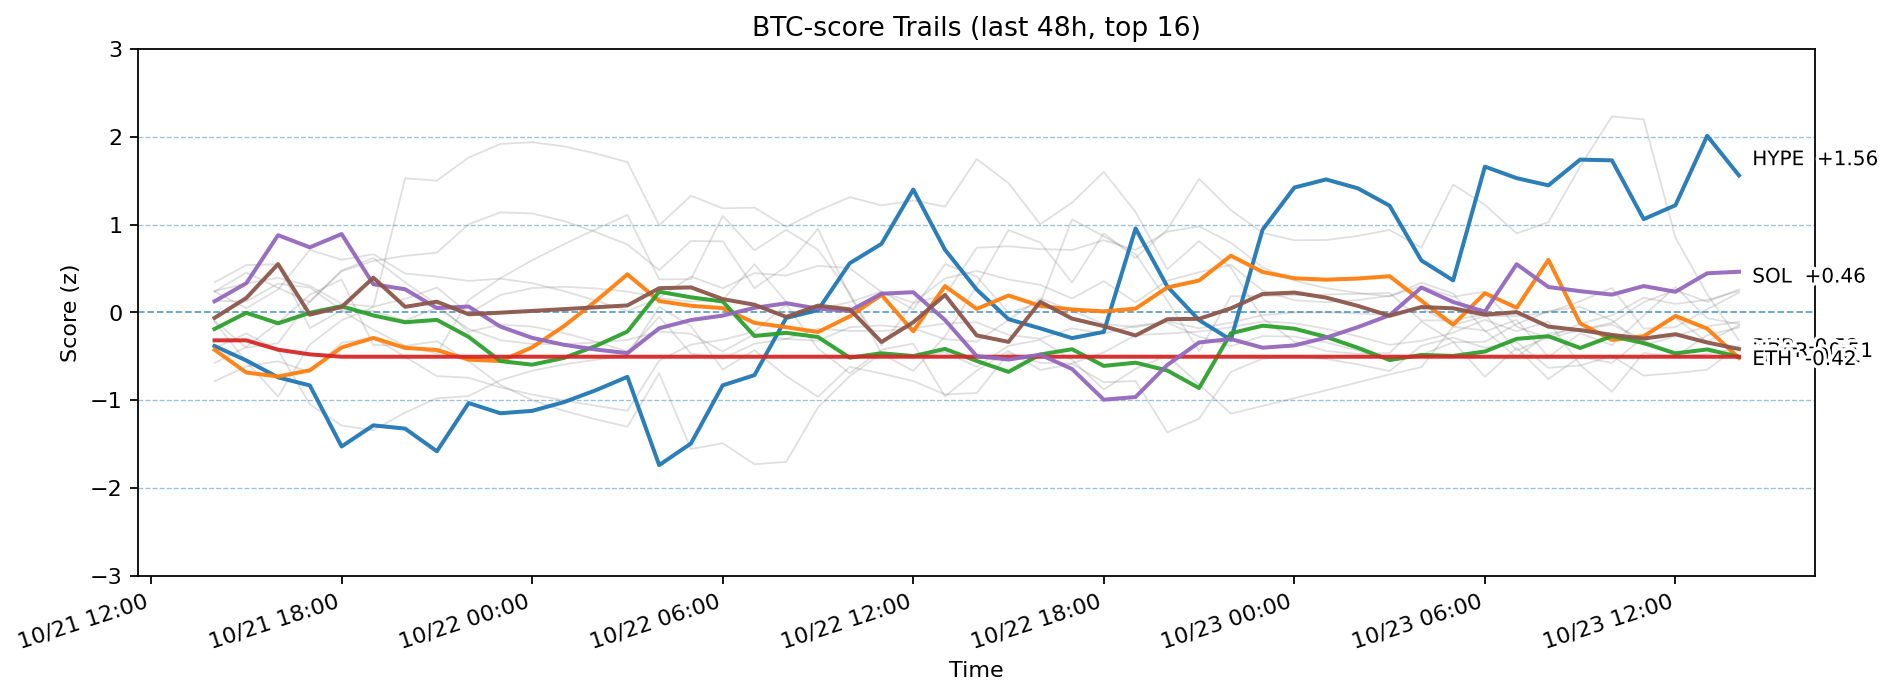 BTC-score Trails (last 48h, top 16)
3
2
1
0
−1
−2
−3
Score (z)
HYPE +1.56
SOL +0.46
ETH -0.42
10/21 12:00
10/21 18:00
10/22 00:00
10/22 06:00
10/22 12:00
10/22 18:00
10/23 00:00
10/23 06:00
10/23 12:00
Time